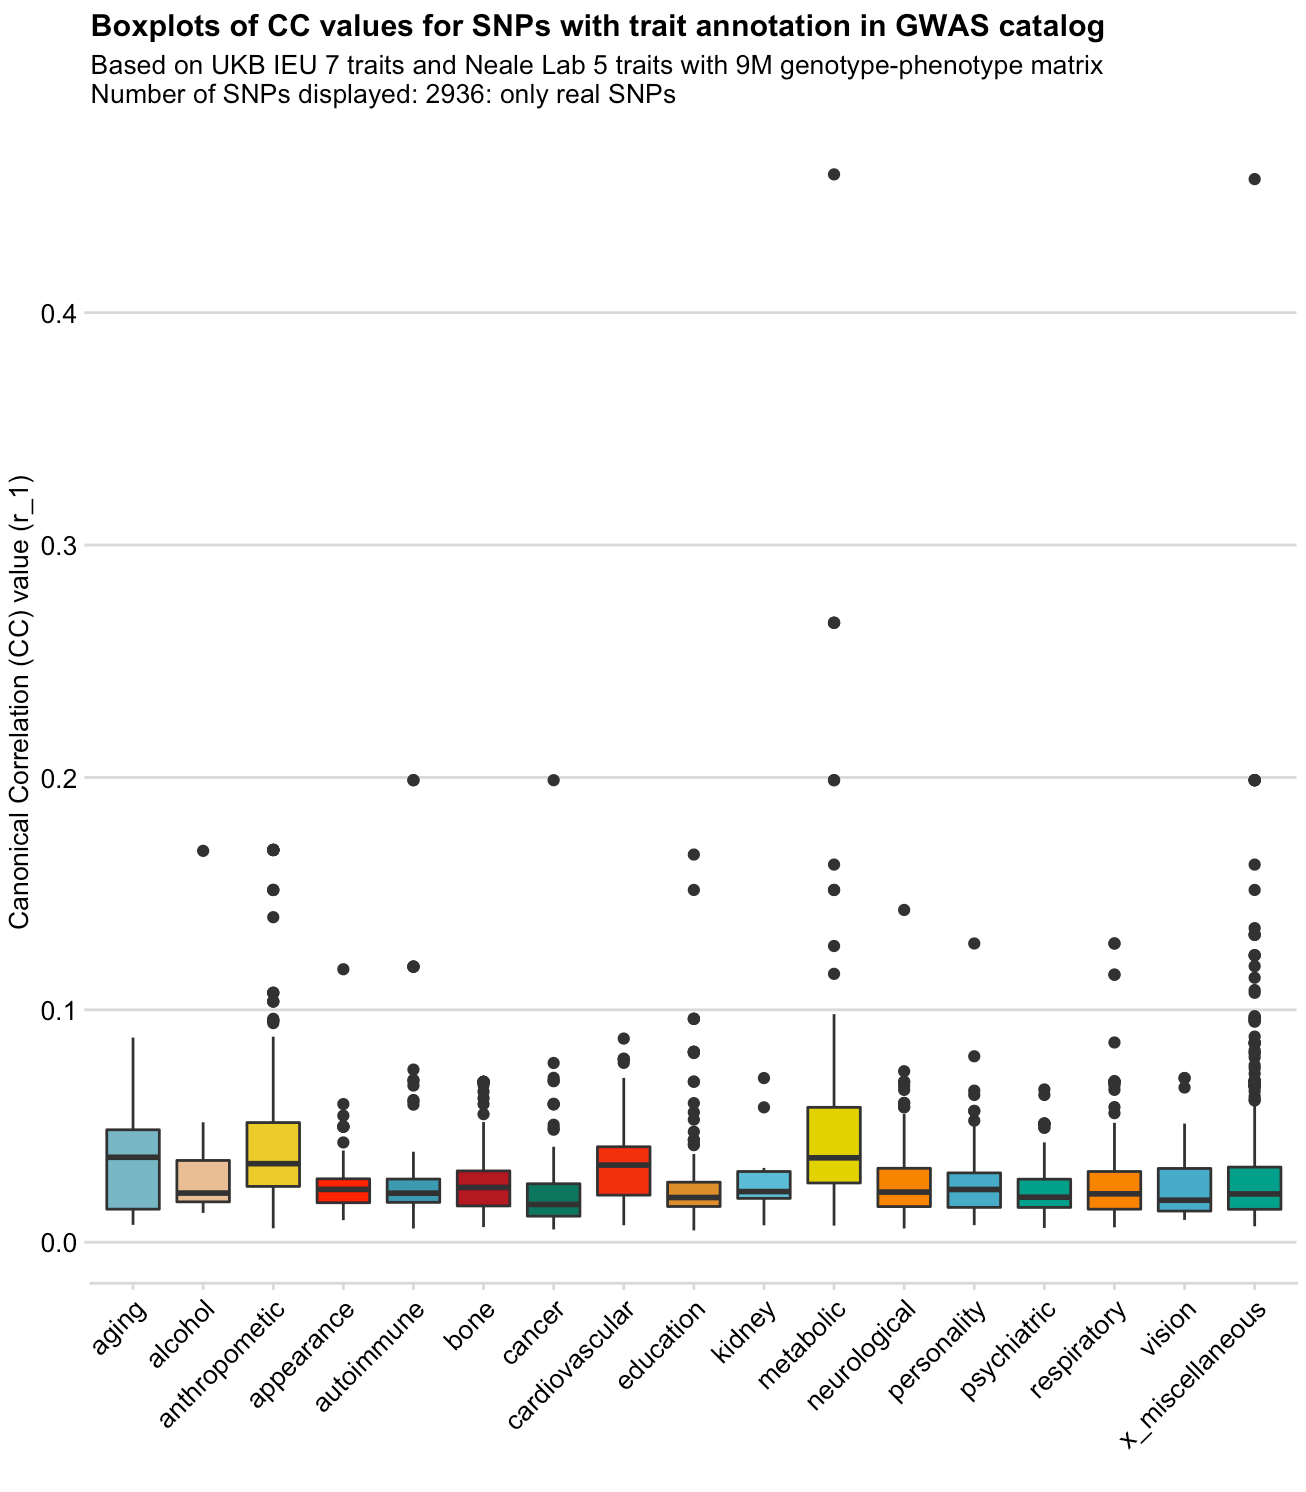 Boxplots of CC values for SNPs with trait annotation in GWAS catalog
Based on UKB IEU 7 traits and Neale Lab 5 traits with 9M genotype-phenotype matrix
Number of SNPs displayed: 2936: only real SNPs
Canonical Correlation (CC) value (r_1)
0.4
0.3
0.2
0.1
0.0
aging
alcohol
anthropometic
appearance
autoimmune
bone
cancer
cardiovascular
education
kidney
metabolic
neurological
personality
psychiatric
respiratory
vision
x_miscellaneous